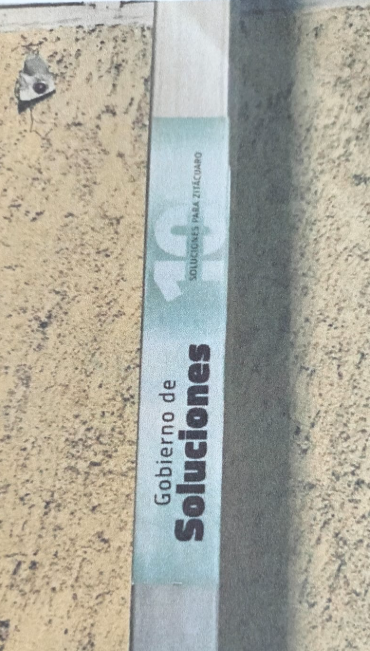 Gobierno de
Soluciones
10
SOLUCIONES PARA ZITÁCUARO